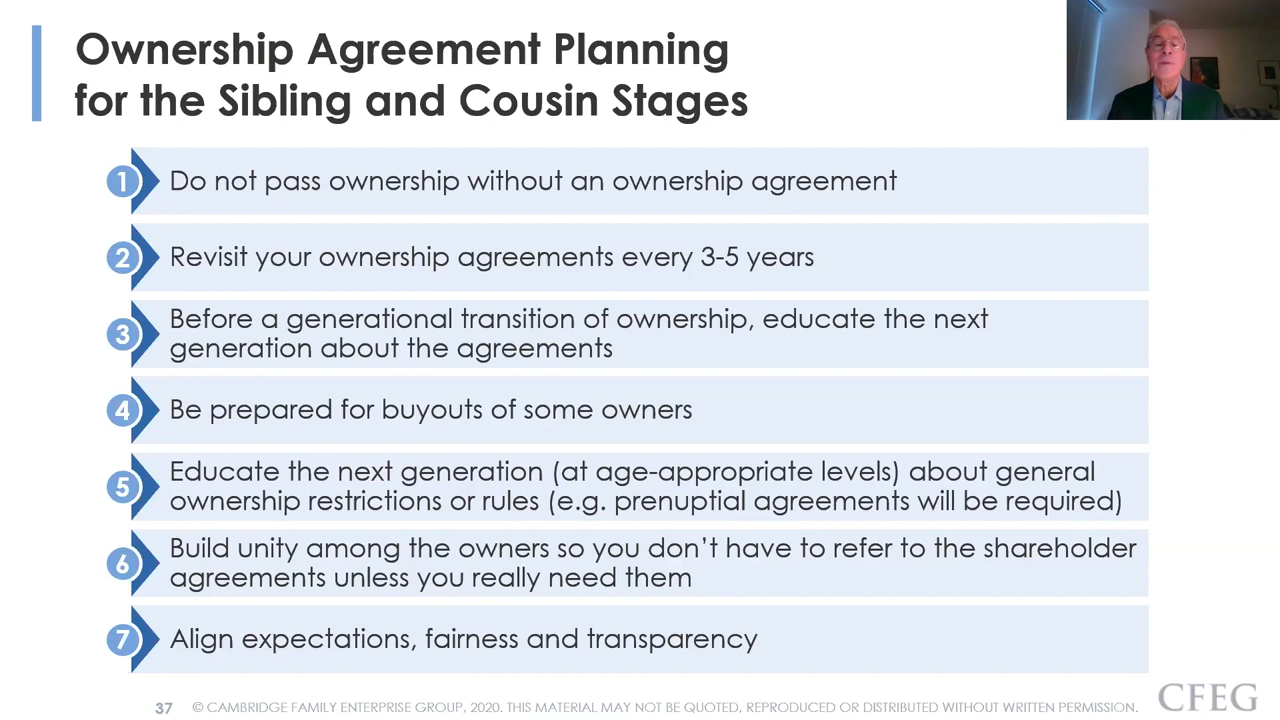 Ownership Agreement Planning
for the Sibling and Cousin Stages
1 Do not pass ownership without an ownership agreement
2 Revisit your ownership agreements every 3-5 years
3 Before a generational transition of ownership, educate the next
generation about the agreements
4 Be prepared for buyouts of some owners
5 Educate the next generation (at age-appropriate levels) about general
ownership restrictions or rules (e.g. prenuptial agreements will be required)
6 Build unity among the owners so you don’t have to refer to the shareholder
agreements unless you really need them
7 Align expectations, fairness and transparency
37 © CAMBRIDGE FAMILY ENTERPRISE GROUP, 2020. THIS MATERIAL MAY NOT BE QUOTED, REPRODUCED OR DISTRIBUTED WITHOUT WRITTEN PERMISSION.
CFEG